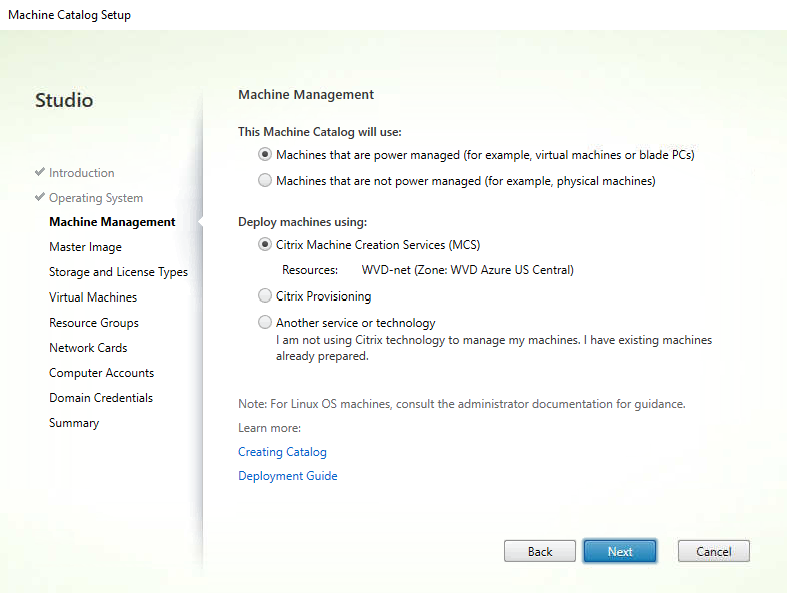 Machine Catalog Setup
Studio
Introduction
Operating System
Machine Management
Master Image
Storage and License Types
Virtual Machines
Resource Groups
Network Cards
Computer Accounts
Domain Credentials
Summary
Machine Management
This Machine Catalog will use:
Machines that are power managed (for example, virtual machines or blade PCs)
Machines that are not power managed (for example, physical machines)
Deploy machines using:
Citrix Machine Creation Services (MCS)
Resources: WVD-net (Zone: WVD Azure US Central)
Citrix Provisioning
Another service or technology
I am not using Citrix technology to manage my machines. I have existing machines
already prepared.
Note: For Linux OS machines, consult the administrator documentation for guidance.
Learn more:
Creating Catalog
Deployment Guide
Back Next Cancel